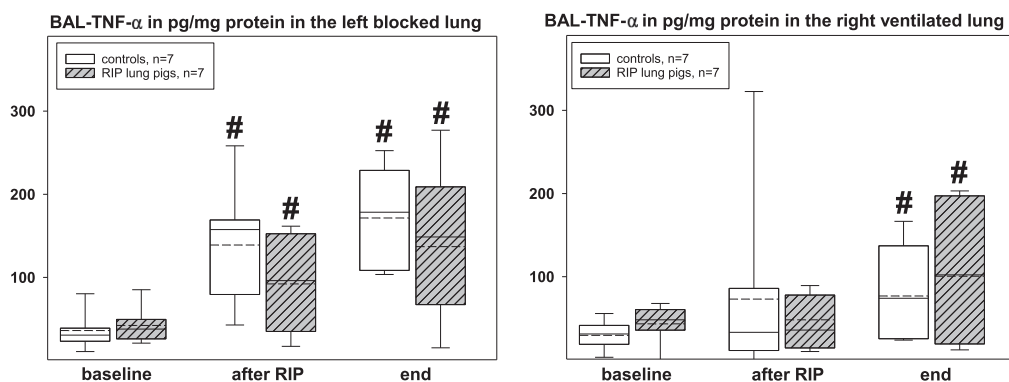 BAL-TNF-α in pg/mg protein in the left blocked lung
controls, n=7
RIP lung pigs, n=7
300
200
100
# # # #
baseline after RIP end
BAL-TNF-α in pg/mg protein in the right ventilated lung
controls, n=7
RIP lung pigs, n=7
300
200
100
# #
baseline after RIP end